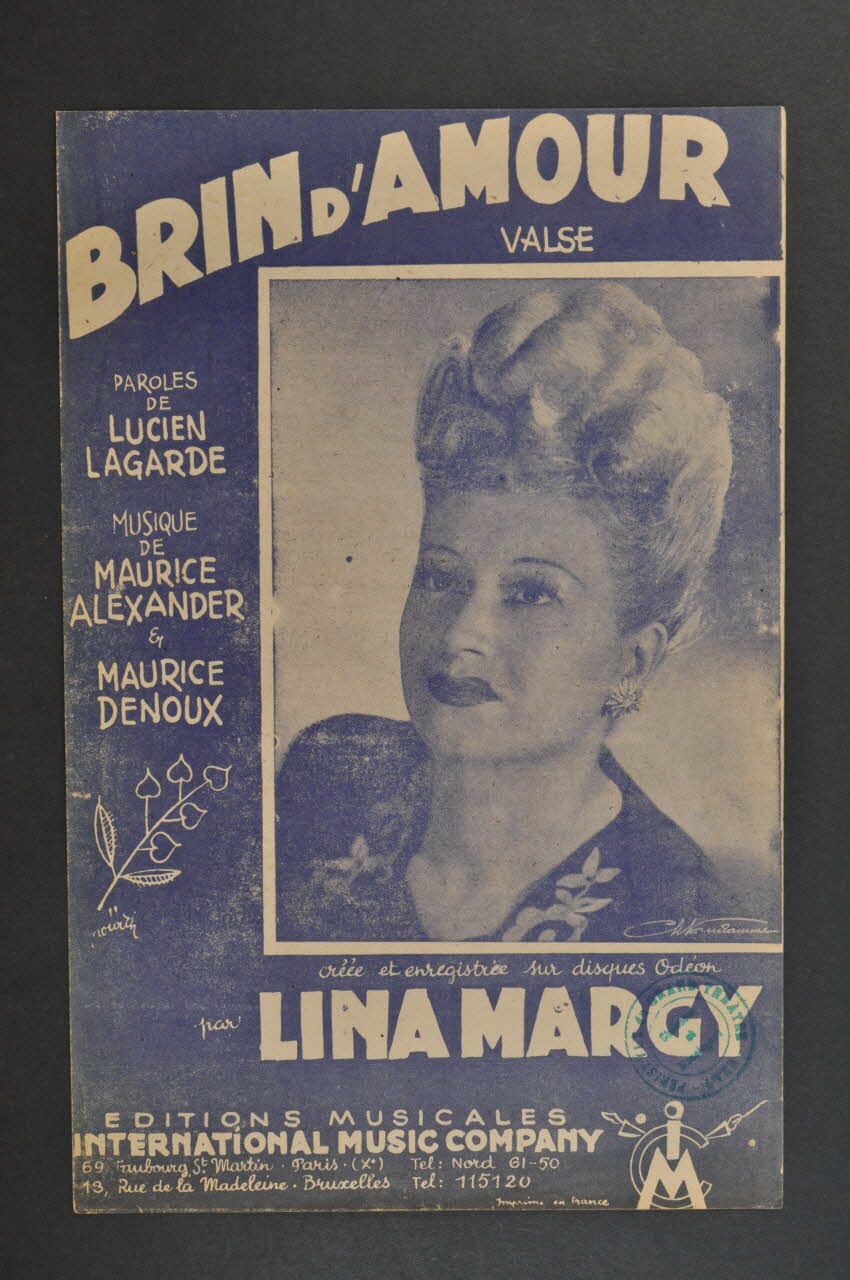 BRIN D'AMOUR
VALSE
PAROLES
DE
LUCIEN
LAGARDE
MUSIQUE
DE
MAURICE
ALEXANDER
&
MAURICE
DENOUX
créée et enregistrée sur disques Odéon
par LINA MARGY
EDITIONS MUSICALES
INTERNATIONAL MUSIC COMPANY
69, Faubourg St Martin - Paris - (Xe) Tel: Nord 61-50
13, Rue de la Madeleine - Bruxelles Tel: 115120
Imprimé en France
iMC